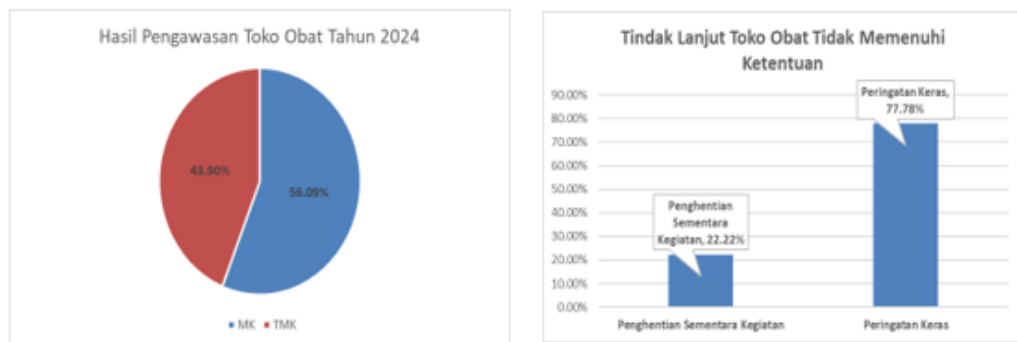 Hasil Pengawasan Toko Obat Tahun 2024
43.90%
56.09%
MK
TMK
Tindak Lanjut Toko Obat Tidak Memenuhi
Ketentuan
90.00%
80.00%
70.00%
60.00%
50.00%
40.00%
30.00%
20.00%
10.00%
0.00%
Peringatan Keras,
77.78%
Penghentian
Sementara
Kegiatan, 22.22%
Penghentian Sementara Kegiatan
Peringatan Keras